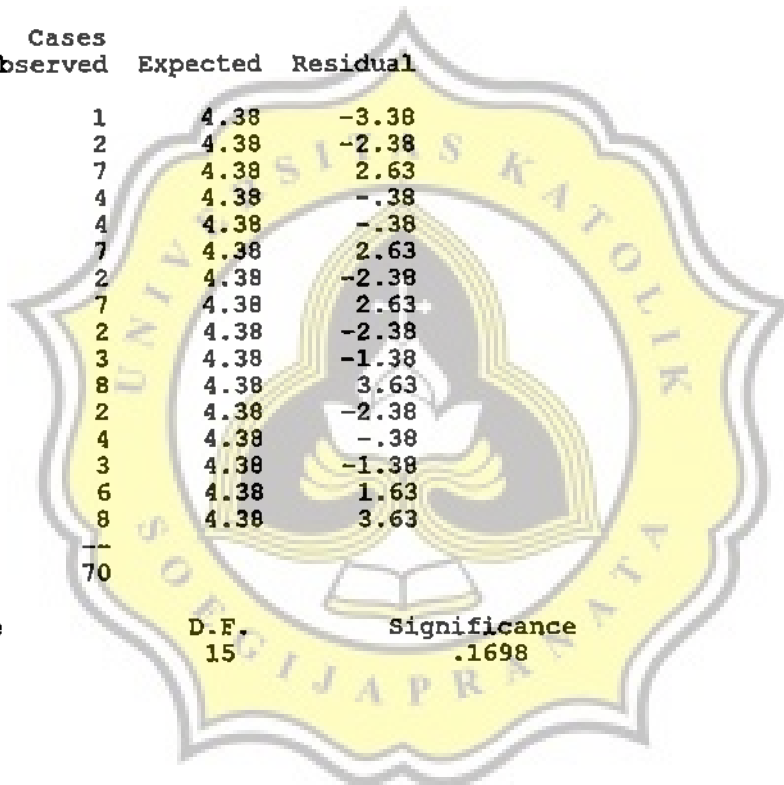 Cases
bserved Expected Residual
1 4.38 -3.38
2 4.38 -2.38
7 4.38 2.63
4 4.38 -.38
4 4.38 -.38
7 4.38 2.63
2 4.38 -2.38
7 4.38 2.63
2 4.38 -2.38
3 4.38 -1.38
8 4.38 3.63
2 4.38 -2.38
4 4.38 -.38
3 4.38 -1.38
6 4.38 1.63
8 4.38 3.63
--
70
e D.F. Significance
15 .1698
UNIVERSITAS KATOLIK
SOEGIJAPRANATA